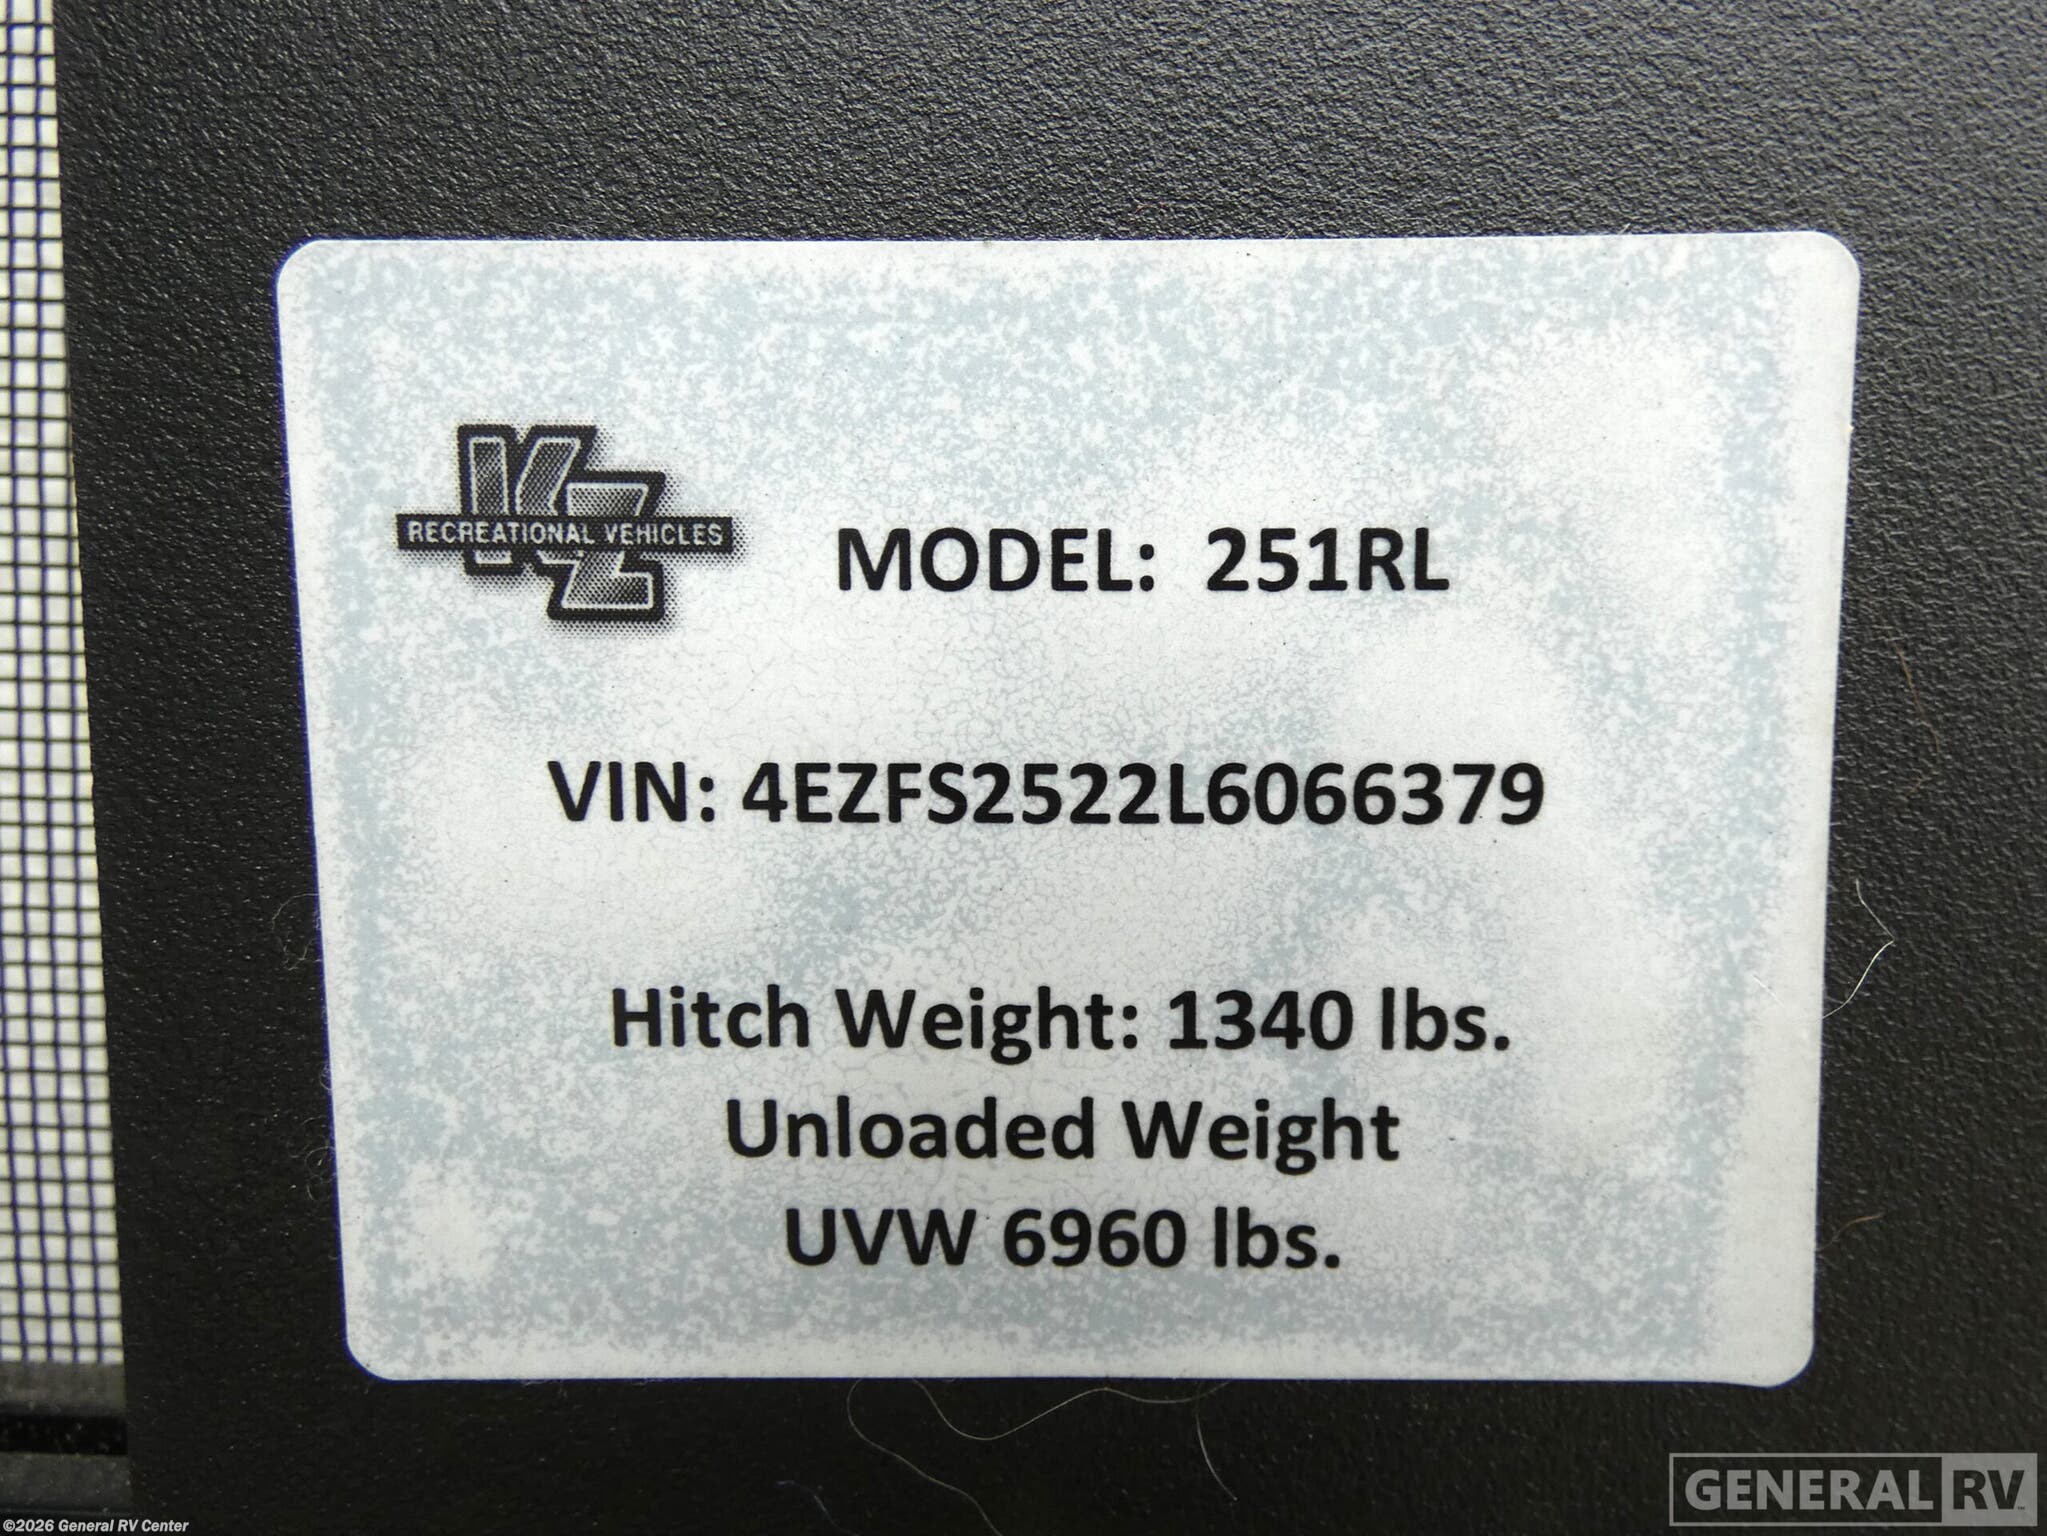 KZ
RECREATIONAL VEHICLES
MODEL: 251RL
VIN: 4EZFS2522L6066379
Hitch Weight: 1340 lbs.
Unloaded Weight
UVW 6960 lbs.
GENERAL RV
©2026 General RV Center